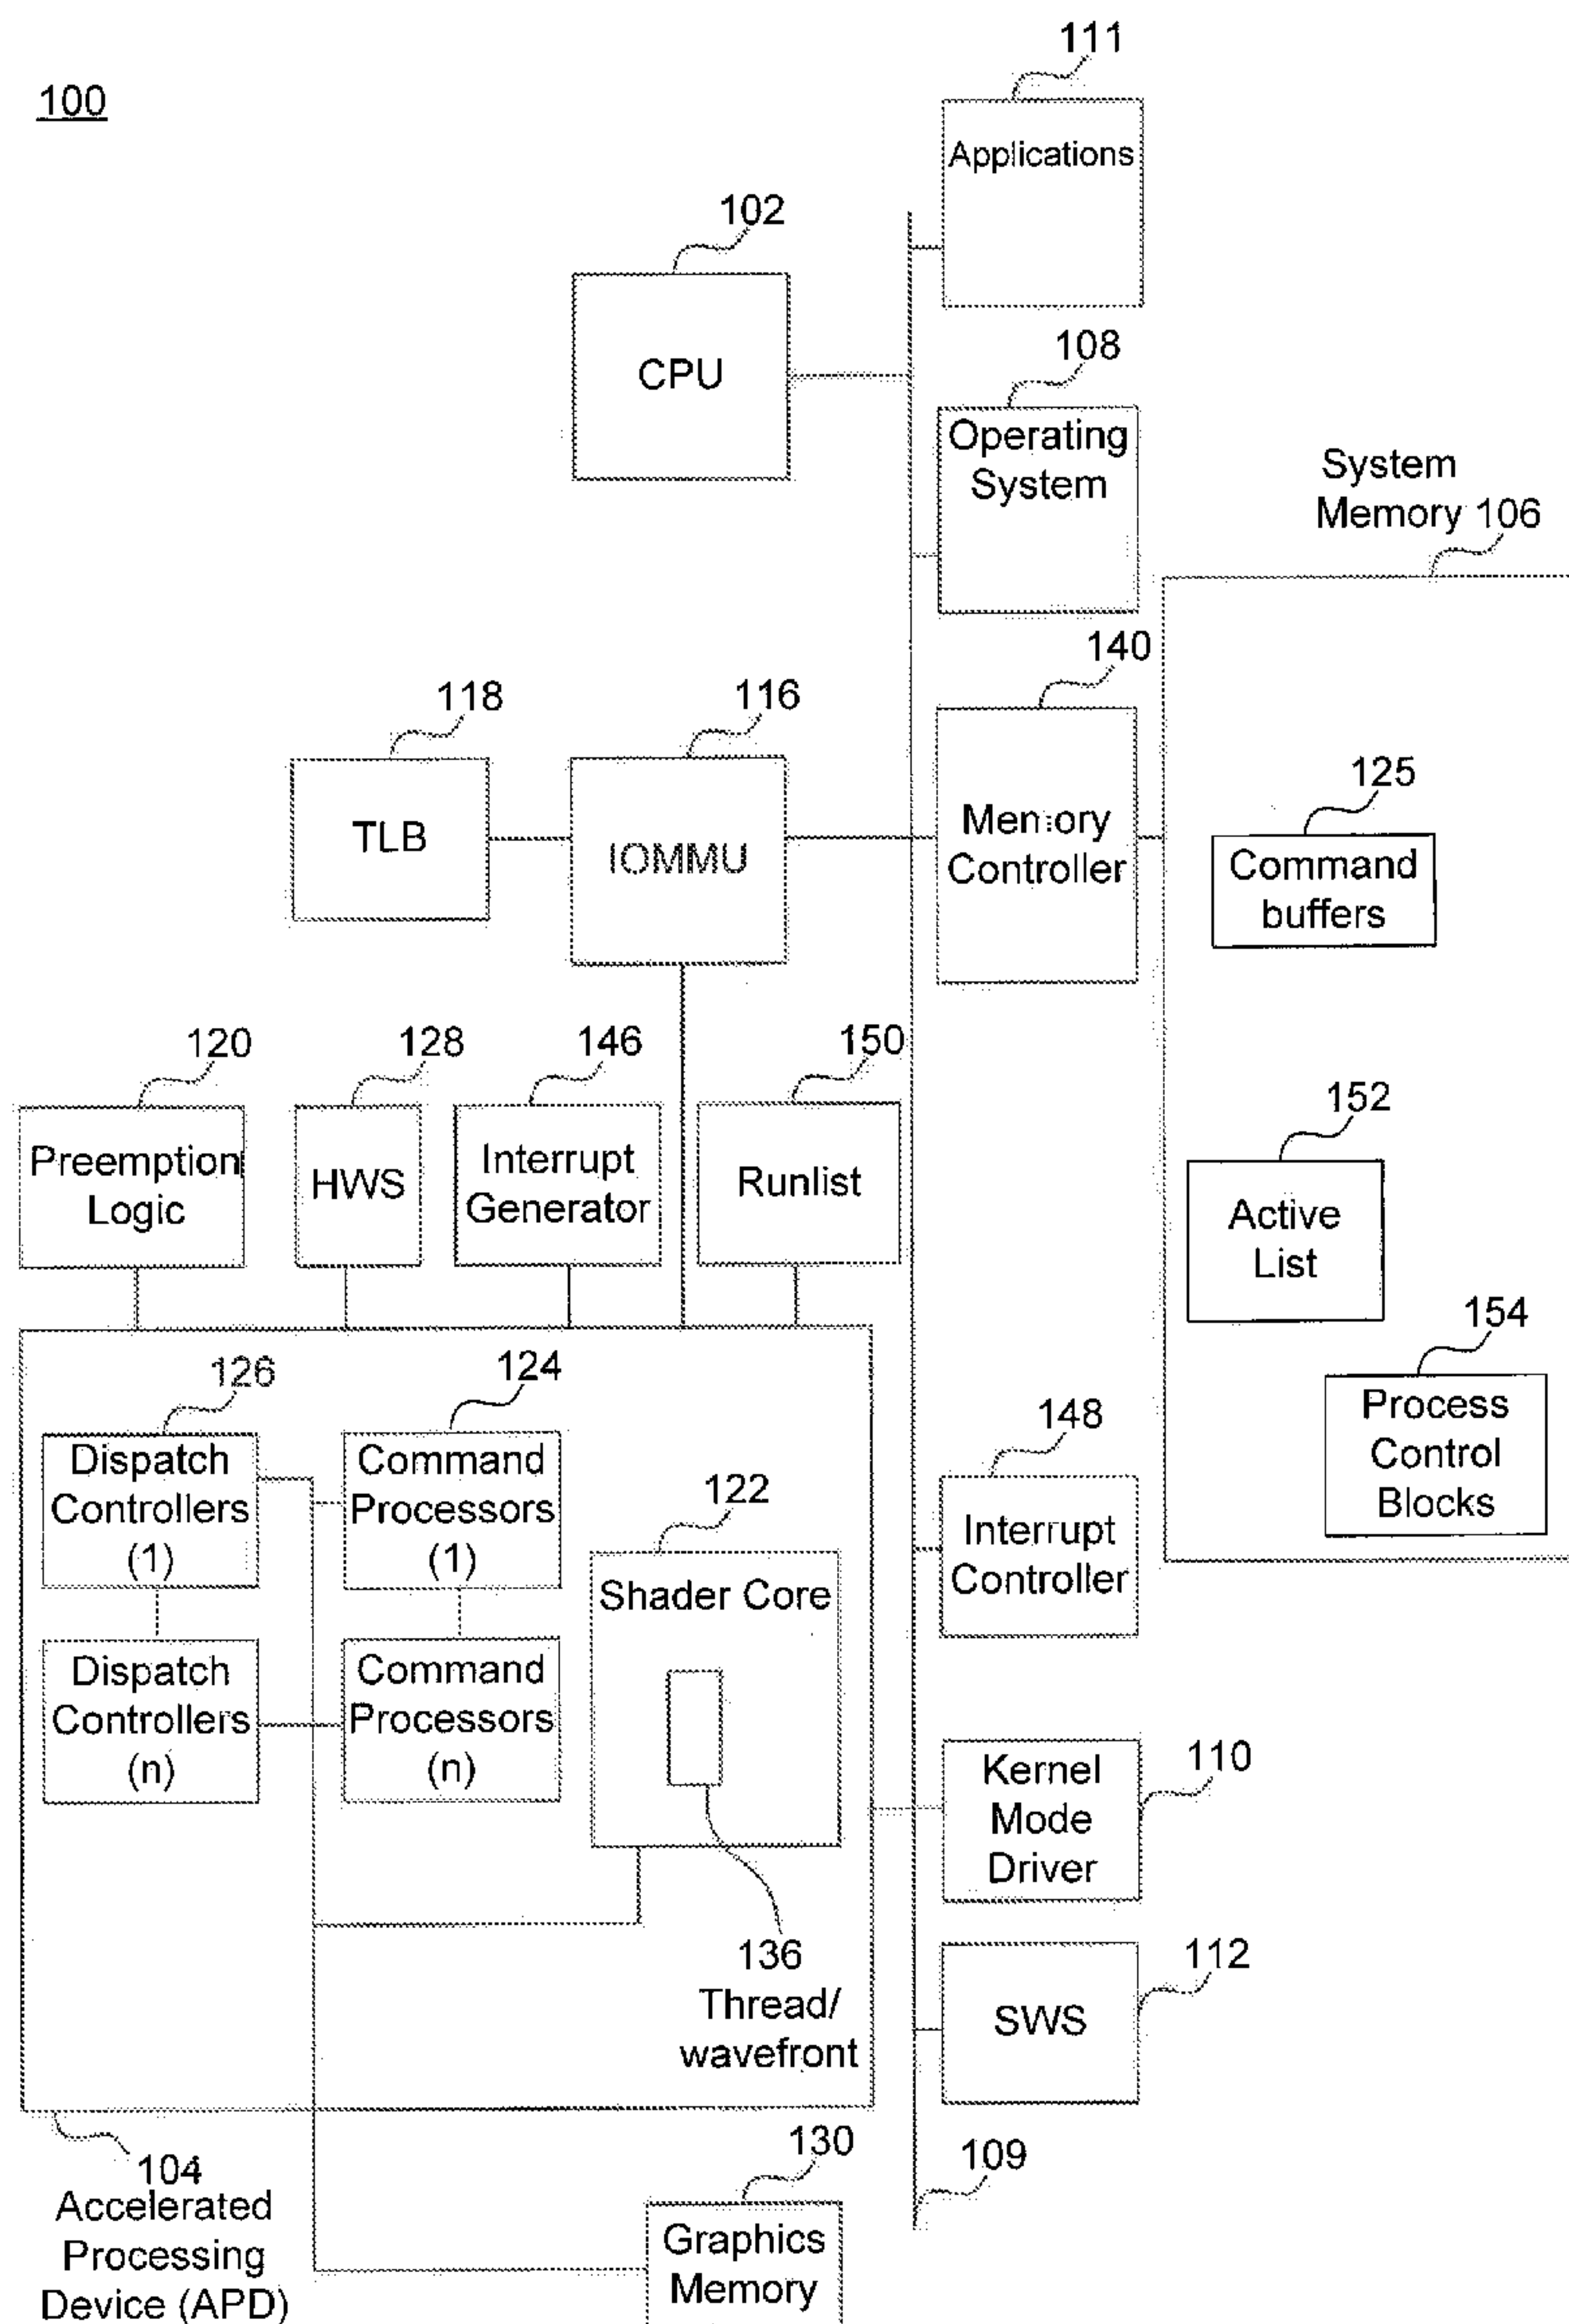 100
111
Applications
102
CPU
108
Operating
System
System
Memory 106
140
Memory
Controller
118
TLB
116
IOMMU
125
Command
buffers
120
Preemption
Logic
128
HWS
146
Interrupt
Generator
150
Runlist
152
Active
List
154
Process
Control
Blocks
126
Dispatch
Controllers
(1)
124
Command
Processors
(1)
122
Shader Core
148
Interrupt
Controller
Dispatch
Controllers
(n)
Command
Processors
(n)
110
Kernel
Mode
Driver
136
Thread/
wavefront
112
SWS
104
Accelerated
Processing
Device (APD)
130
Graphics
Memory
109